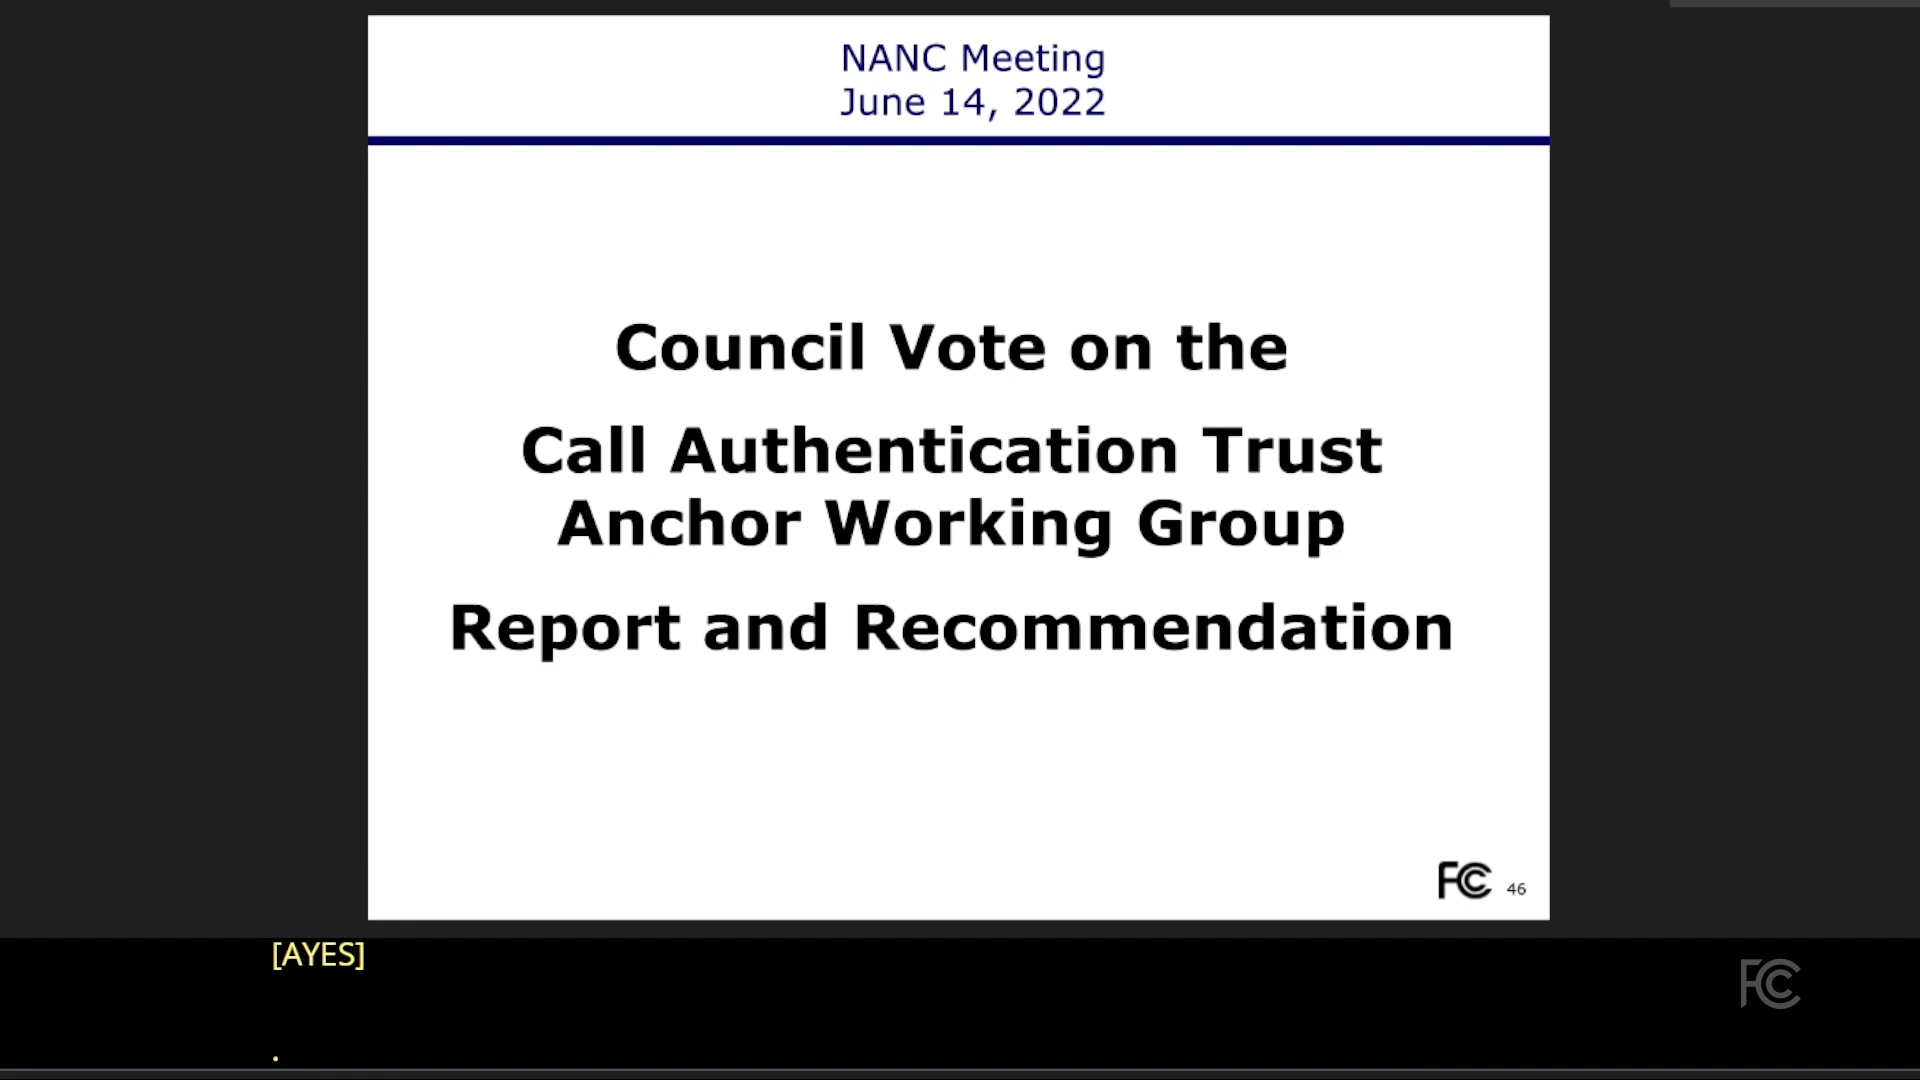 NANC Meeting
June 14, 2022
Council Vote on the
Call Authentication Trust
Anchor Working Group
Report and Recommendation
FCC 46
[AYES]
FCC
.